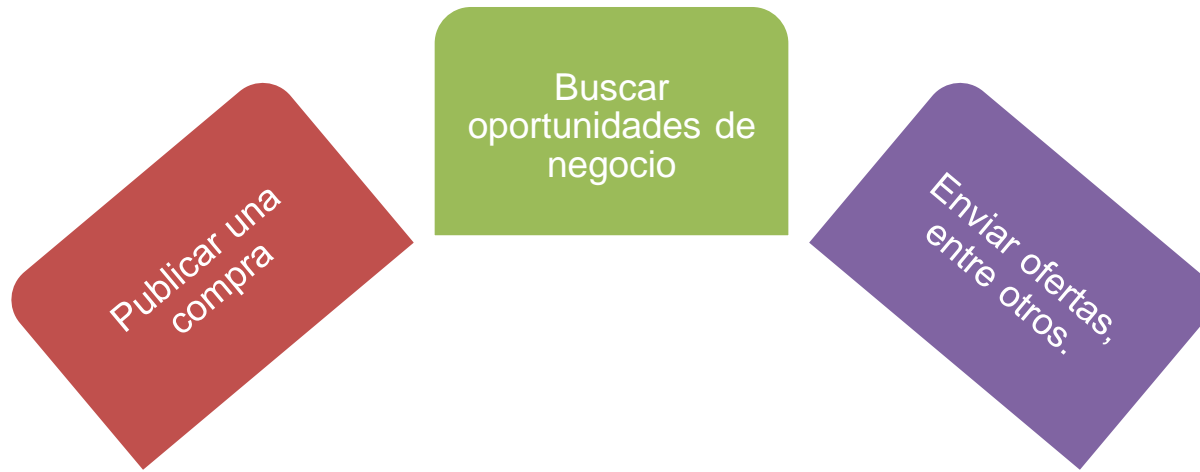 Publicar una
compra
Buscar
oportunidades de
negocio
Enviar ofertas,
entre otros.